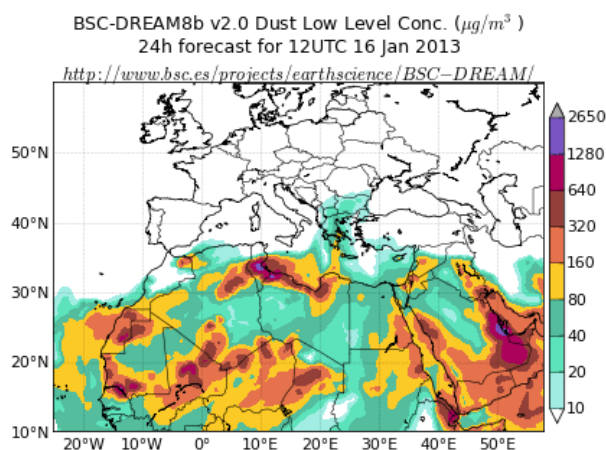 BSC-DREAM8b v2.0 Dust Low Level Conc. (μg/m³ )
24h forecast for 12UTC 16 Jan 2013
http://www.bsc.es/projects/earthscience/BSC−DREAM/
2650
1280
640
320
160
80
40
20
10
50°N
40°N
30°N
20°N
10°N
20°W 10°W 0° 10°E 20°E 30°E 40°E 50°E